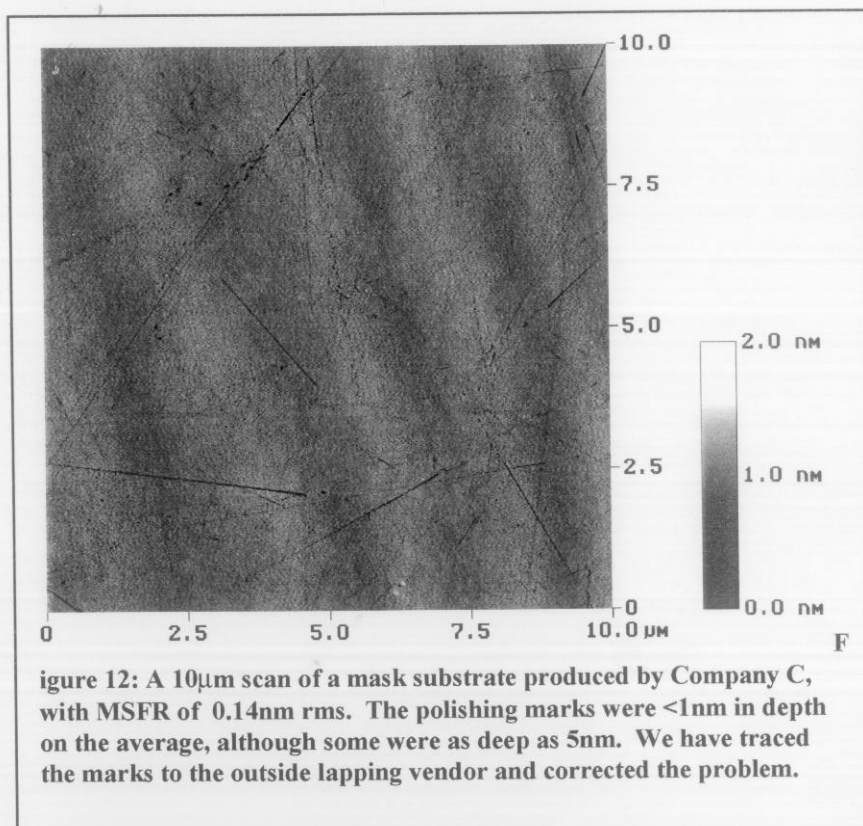 10.0
7.5
5.0
2.5
0
0 2.5 5.0 7.5 10.0 µM
2.0 nM
1.0 nM
0.0 nM
F
igure 12: A 10µm scan of a mask substrate produced by Company C,
with MSFR of 0.14nm rms. The polishing marks were <1nm in depth
on the average, although some were as deep as 5nm. We have traced
the marks to the outside lapping vendor and corrected the problem.